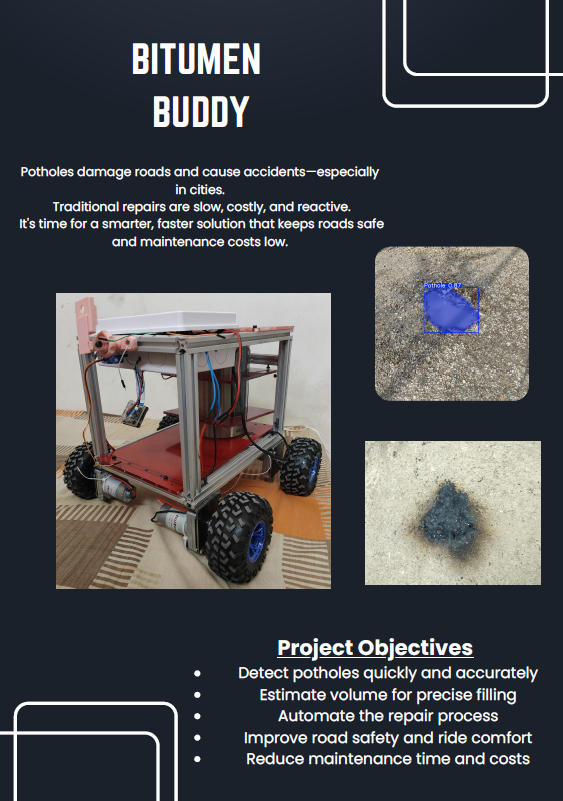 BITUMEN
BUDDY
Potholes damage roads and cause accidents—especially
in cities.
Traditional repairs are slow, costly, and reactive.
It's time for a smarter, faster solution that keeps roads safe
and maintenance costs low.
Pothole 0.87
Project Objectives
• Detect potholes quickly and accurately
• Estimate volume for precise filling
• Automate the repair process
• Improve road safety and ride comfort
• Reduce maintenance time and costs